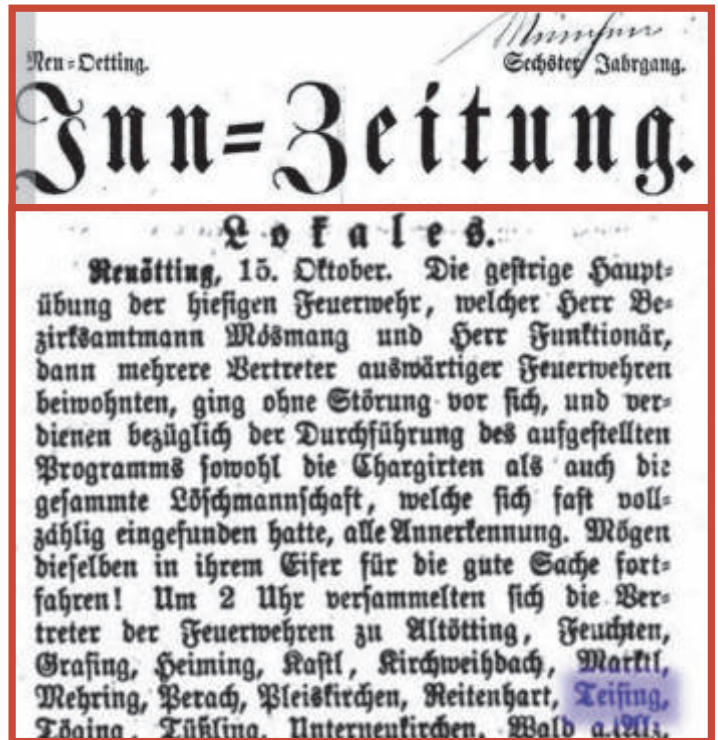 München
Neu=Oetting.
Sechster Jahrgang.
Inn=Zeitung.
Lokales.
Neuötting, 15. Oktober. Die gestrige Haupt=
übung der hiesigen Feuerwehr, welcher Herr Be=
zirksamtmann Mösmang und Herr Funktionär,
dann mehrere Vertreter auswärtiger Feuerwehren
beiwohnten, ging ohne Störung vor sich, und ver=
dienen bezüglich der Durchführung des aufgestellten
Programms sowohl die Chargirten als auch die
gesammte Löschmannschaft, welche sich fast voll=
zählig eingefunden hatte, alle Annerkennung. Mögen
dieselben in ihrem Eifer für die gute Sache fort=
fahren! Um 2 Uhr versammelten sich die Ver=
treter der Feuerwehren zu Altötting, Feuchten,
Grafing, Heiming, Kastl, Kirchweihbach, Marktl,
Mehring, Perach, Pleiskirchen, Reitenhart, Teising,
Töging, Tüßling, Unterneukirchen, Wald a. Alz,